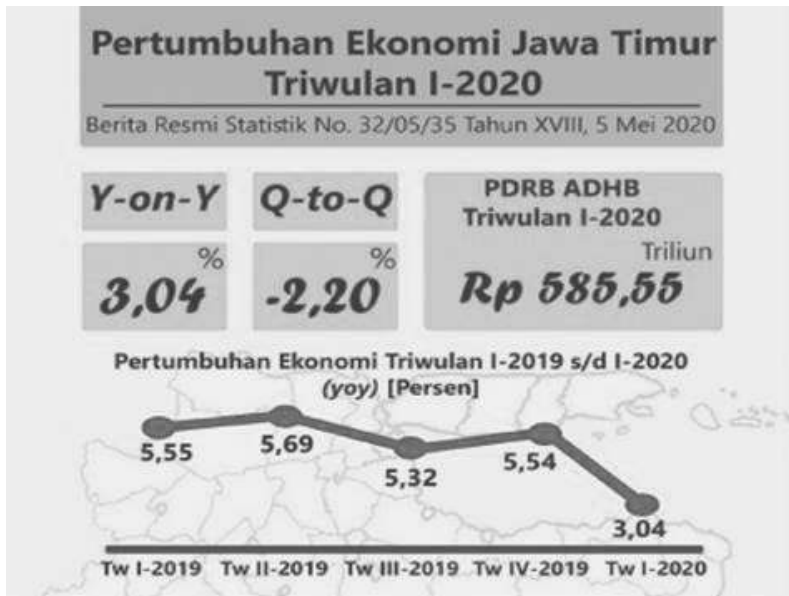 Pertumbuhan Ekonomi Jawa Timur
Triwulan I-2020
Berita Resmi Statistik No. 32/05/35 Tahun XVIII, 5 Mei 2020
Y-on-Y
Q-to-Q
PDRB ADHB
Triwulan I-2020
%
3,04
%
-2,20
Triliun
Rp 585,55
Pertumbuhan Ekonomi Triwulan I-2019 s/d I-2020
(yoy) [Persen]
5,55
5,69
5,32
5,54
3,04
Tw I-2019 Tw II-2019 Tw III-2019 Tw IV-2019 Tw I-2020